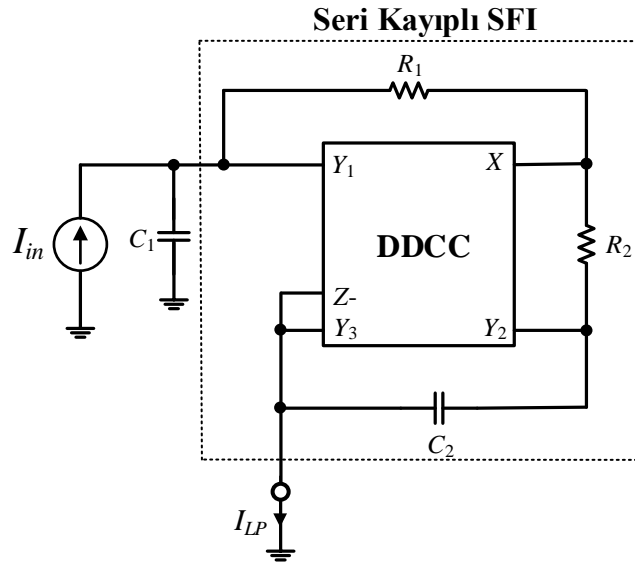 Seri Kayıplı SFI
R1
Y1
X
Iin
C1
DDCC
R2
Z-
Y3
Y2
C2
ILP